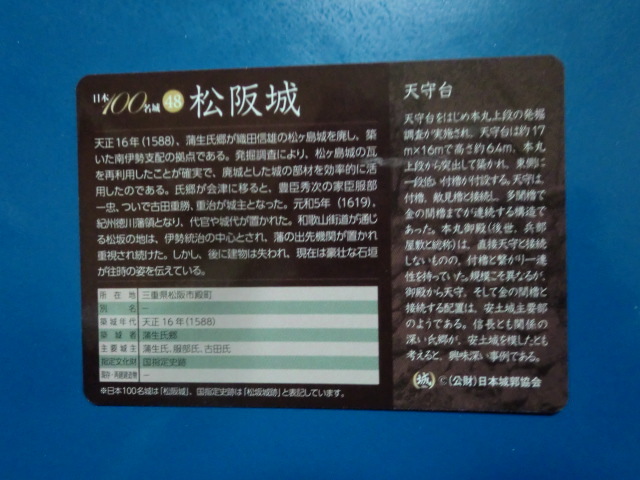 日本100名城 48 松阪城
天正16年(1588)、蒲生氏郷が織田信雄の松ヶ島城を廃し、築
いた南伊勢支配の拠点である。発掘調査により、松ヶ島城の瓦
を再利用したことが確実で、廃城とした城の部材を効率的に活
用したのである。氏郷が会津に移ると、豊臣秀次の家臣服部
一忠、ついで古田重勝、重治が城主となった。元和5年(1619)、
紀州徳川藩領となり、代官や城代が置かれた。和歌山街道が通じ
る松坂の地は、伊勢統治の中心とされ、藩の出先機関が置かれ
重視され続けた。しかし、後に建物は失われ、現在は豪壮な石垣
が往時の姿を伝えている。
所在地 三重県松阪市殿町
別名 −
築城年代 天正16年(1588)
築城者 蒲生氏郷
主要城主 蒲生氏、服部氏、古田氏
指定文化財 国指定史跡
現存・再建建造物 −
※日本100名城は「松阪城」、国指定史跡は「松坂城跡」と表記しています。
天守台
天守台をはじめ本丸上段の発掘
調査が実施され、天守台は約17
m×16mで高さ約6.4m、本丸
上段から突出して築かれ、東側に
一段低い付櫓が付設する。天守は、
付櫓、敵見櫓と接続し、多聞櫓で
金の間櫓までが連続する構造で
あった。本丸御殿(後世、兵部
屋敷と総称)は、直接天守と接続
しないものの、付櫓と繋がり一連
性を持っていた。規模こそ異なるが、
御殿から天守、そして金の間櫓と
接続する配置は、安土城主要部
のようである。信長とも関係の
深い氏郷が、安土城を模したとも
考えると、興味深い事例である。
城 ©(公財)日本城郭協会